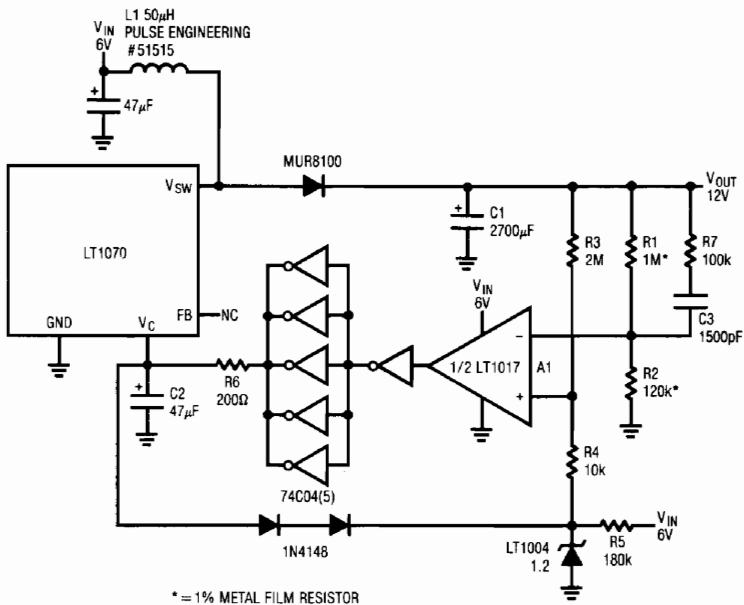 L1 50μH
PULSE ENGINEERING
#51515
VIN
6V
+
47μF
VSW
LT1070
GND
VC
FB
NC
MUR8100
+
C1
2700μF
R3
2M
R1
1M*
R7
100k
VOUT
12V
C3
1500pF
R2
120k*
VIN
6V
1/2 LT1017
A1
−
+
R4
10k
R6
200Ω
+
C2
47μF
74C04(5)
1N4148
LT1004
1.2
R5
180k
VIN
6V
* = 1% METAL FILM RESISTOR